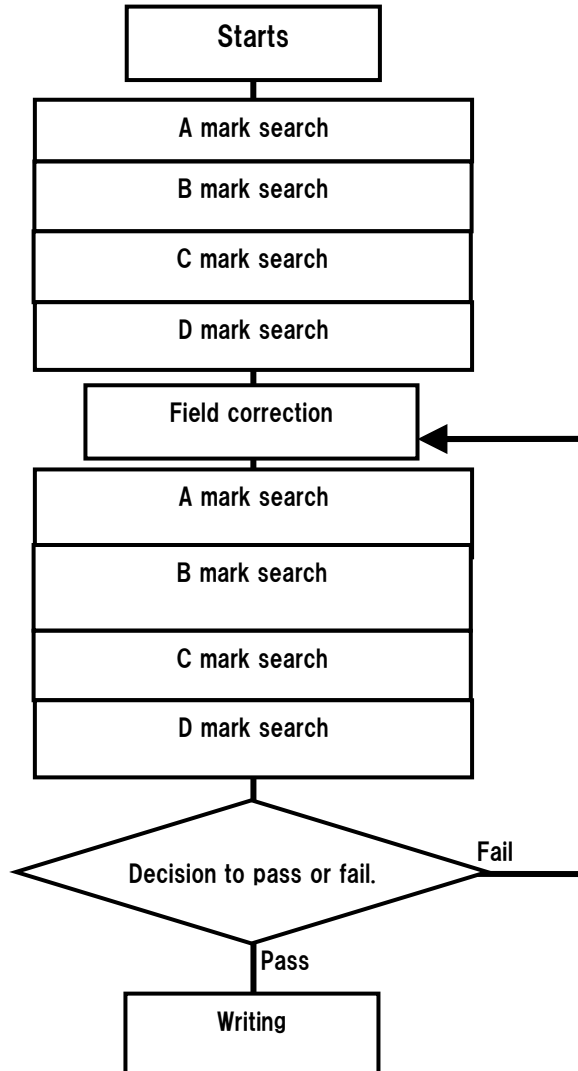 Starts
A mark search
B mark search
C mark search
D mark search
Field correction
A mark search
B mark search
C mark search
D mark search
Decision to pass or fail.
Fail
Pass
Writing